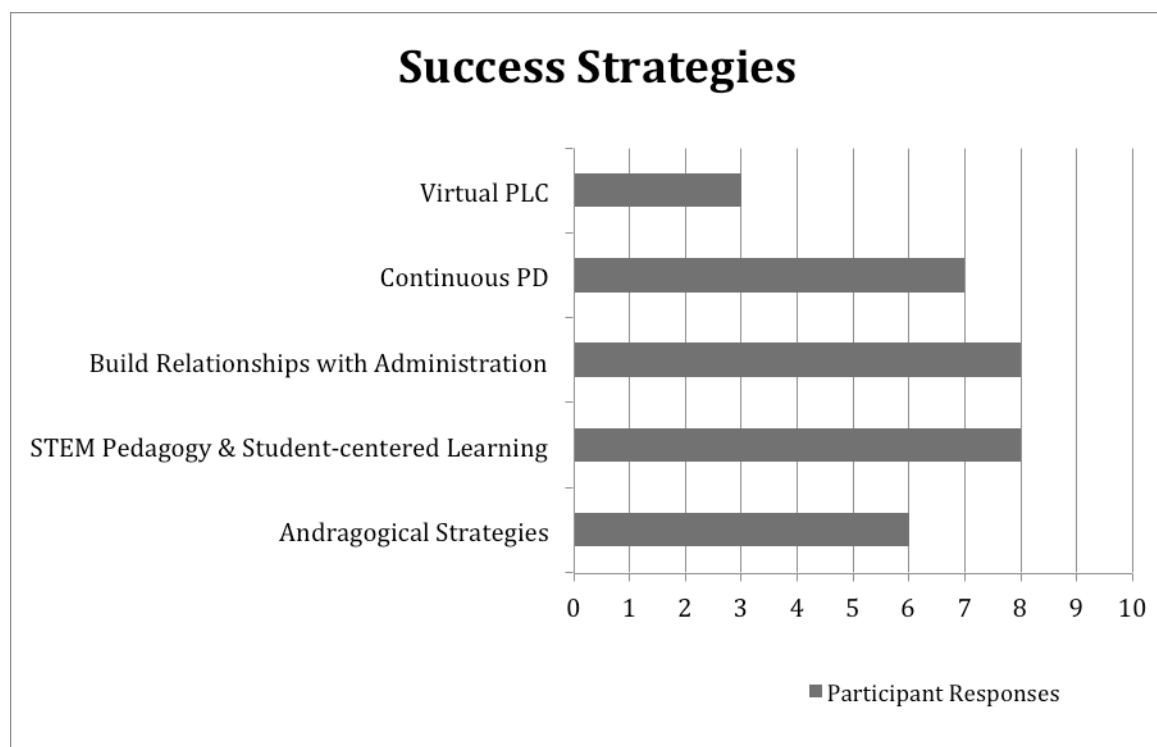 Success Strategies
Virtual PLC
Continuous PD
Build Relationships with Administration
STEM Pedagogy & Student-centered Learning
Andragogical Strategies
0 1 2 3 4 5 6 7 8 9 10
Participant Responses